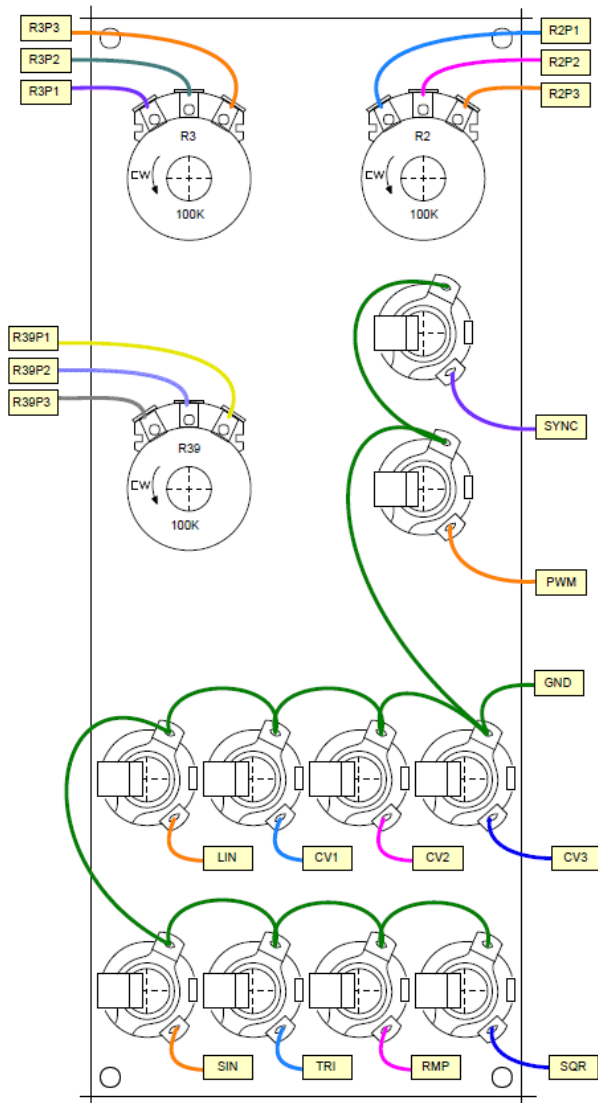 R3P3
R2P1
R3P2
R2P2
R3P1
R2P3
R3
R2
CW
CW
100K
100K
R39P1
R39P2
R39P3
SYNC
R39
CW
100K
PWM
GND
LIN
CV1
CV2
CV3
SIN
TRI
RMP
SQR